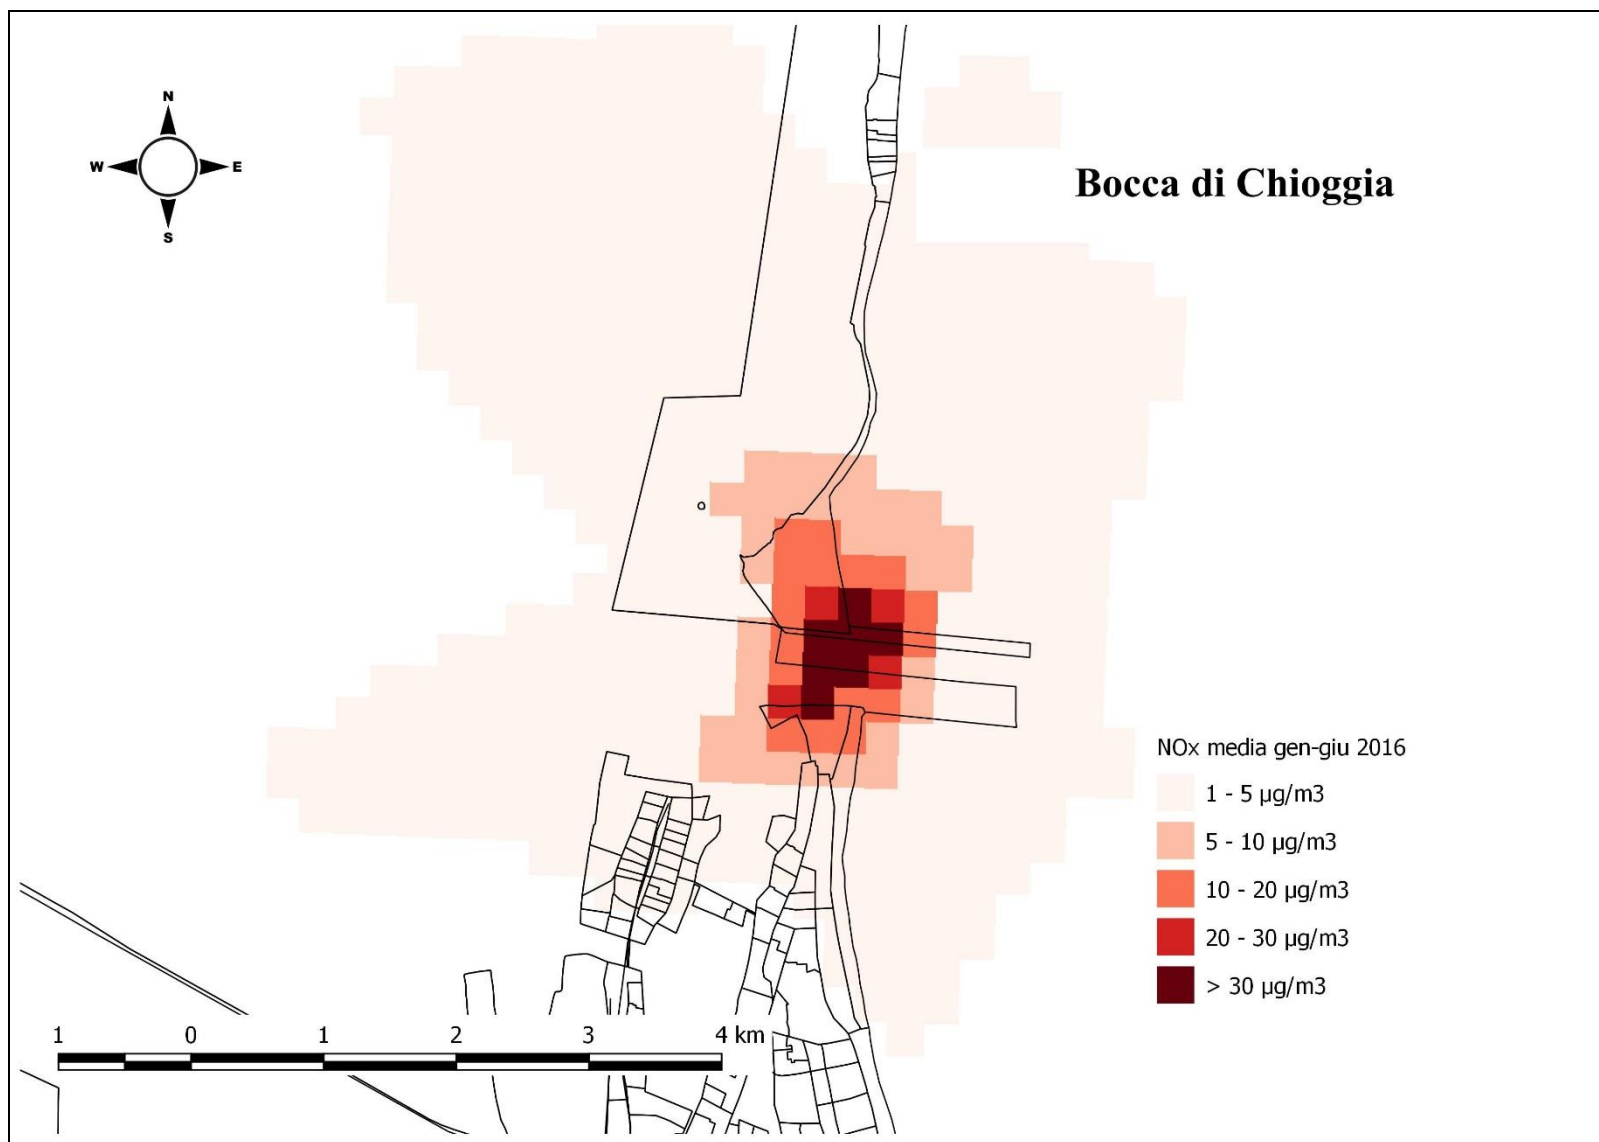 N
W E
S
Bocca di Chioggia
NOx media gen-giu 2016
1 - 5 µg/m3
5 - 10 µg/m3
10 - 20 µg/m3
20 - 30 µg/m3
> 30 µg/m3
1 0 1 2 3 4 km